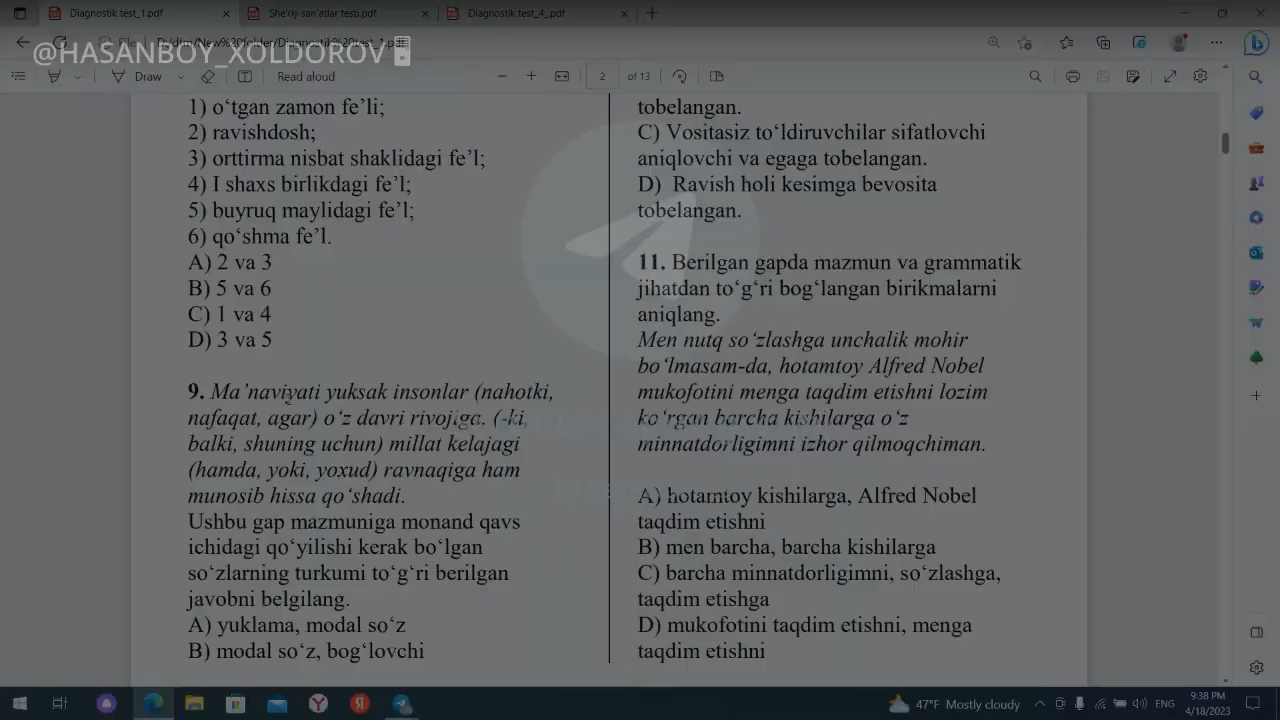 Diagnostik test_1.pdf
She'riy san'atlar testi.pdf
Diagnostik test_4_.pdf
@HASANBOY_XOLDOROV
Draw
Read aloud
2
of 13
1) o‘tgan zamon fe’li;
2) ravishdosh;
3) orttirma nisbat shaklidagi fe’l;
4) I shaxs birlikdagi fe’l;
5) buyruq maylidagi fe’l;
6) qo‘shma fe’l.
A) 2 va 3
B) 5 va 6
C) 1 va 4
D) 3 va 5
9. Ma’naviyati yuksak insonlar (nahotki,
nafaqat, agar) o‘z davri rivojiga, (-ki,
balki, shuning uchun) millat kelajagi
(hamda, yoki, yoxud) ravnaqiga ham
munosib hissa qo‘shadi.
Ushbu gap mazmuniga monand qavs
ichidagi qo‘yilishi kerak bo‘lgan
so‘zlarning turkumi to‘g‘ri berilgan
javobni belgilang.
A) yuklama, modal so‘z
B) modal so‘z, bog‘lovchi
tobelangan.
C) Vositasiz to‘ldiruvchilar sifatlovchi
aniqlovchi va egaga tobelangan.
D) Ravish holi kesimga bevosita
tobelangan.
11. Berilgan gapda mazmun va grammatik
jihatdan to‘g‘ri bog‘langan birikmalarni
aniqlang.
Men nutq so‘zlashga unchalik mohir
bo‘lmasam-da, hotamtoy Alfred Nobel
mukofotini menga taqdim etishni lozim
ko‘rgan barcha kishilarga o‘z
minnatdorligimni izhor qilmoqchiman.
A) hotamtoy kishilarga, Alfred Nobel
taqdim etishni
B) men barcha, barcha kishilarga
C) barcha minnatdorligimni, so‘zlashga,
taqdim etishga
D) mukofotini taqdim etishni, menga
taqdim etishni
47°F Mostly cloudy
ENG
9:38 PM
4/18/2023